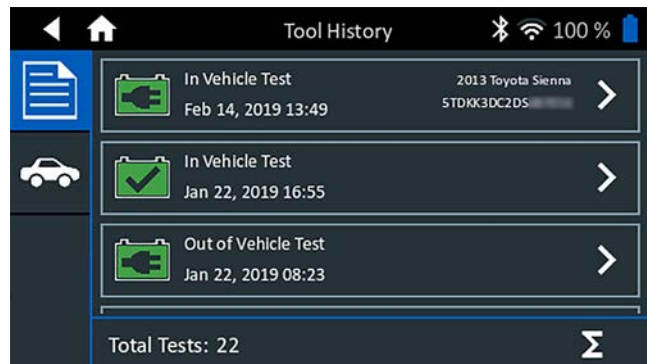 Tool History
100 %
In Vehicle Test
2013 Toyota Sienna
Feb 14, 2019 13:49
5TDKK3DC2DS
In Vehicle Test
Jan 22, 2019 16:55
Out of Vehicle Test
Jan 22, 2019 08:23
Total Tests: 22
Σ